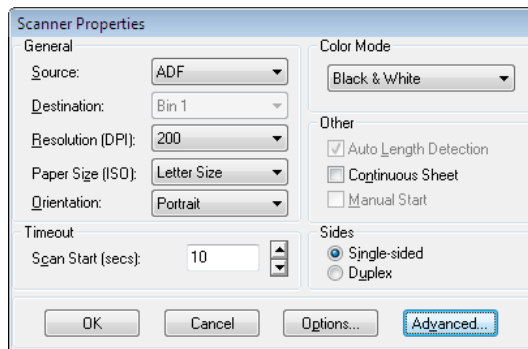 Scanner Properties
General
Source: ADF
Destination: Bin 1
Resolution (DPI): 200
Paper Size (ISO): Letter Size
Orientation: Portrait
Timeout
Scan Start (secs): 10
Color Mode
Black & White
Other
Auto Length Detection
Continuous Sheet
Manual Start
Sides
Single-sided
Duplex
OK Cancel Options... Advanced...